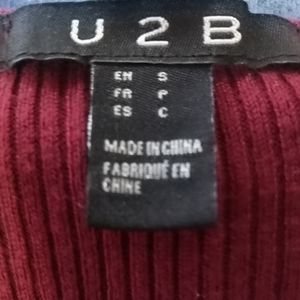 U 2 B
EN S
FR P
ES C
MADE IN CHINA
FABRIQUÉ EN
CHINE